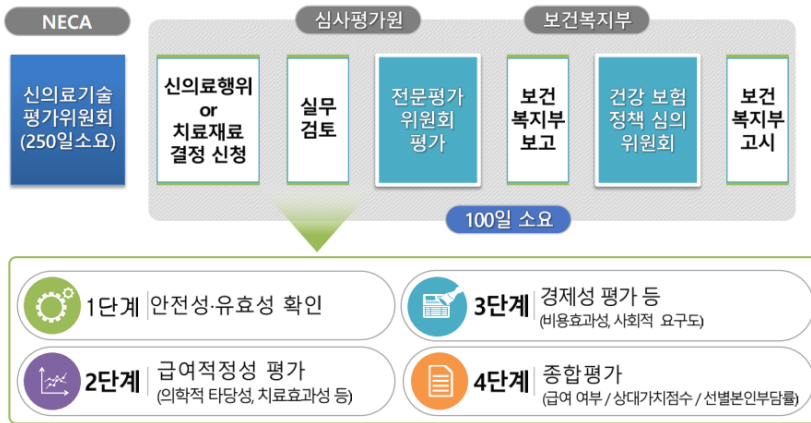 NECA
심사평가원
보건복지부
신의료기술
평가위원회
(250일소요)
신의료행위
or
치료재료
결정 신청
실무
검토
전문평가
위원회
평가
보건
복지부
보고
건강 보험
정책 심의
위원회
보건
복지부
고시
100일 소요
1단계 안전성·유효성 확인
2단계 급여적정성 평가
(의학적 타당성, 치료효과성 등)
3단계 경제성 평가 등
(비용효과성, 사회적 요구도)
4단계 종합평가
(급여 여부 / 상대가치점수 / 선별본인부담률)